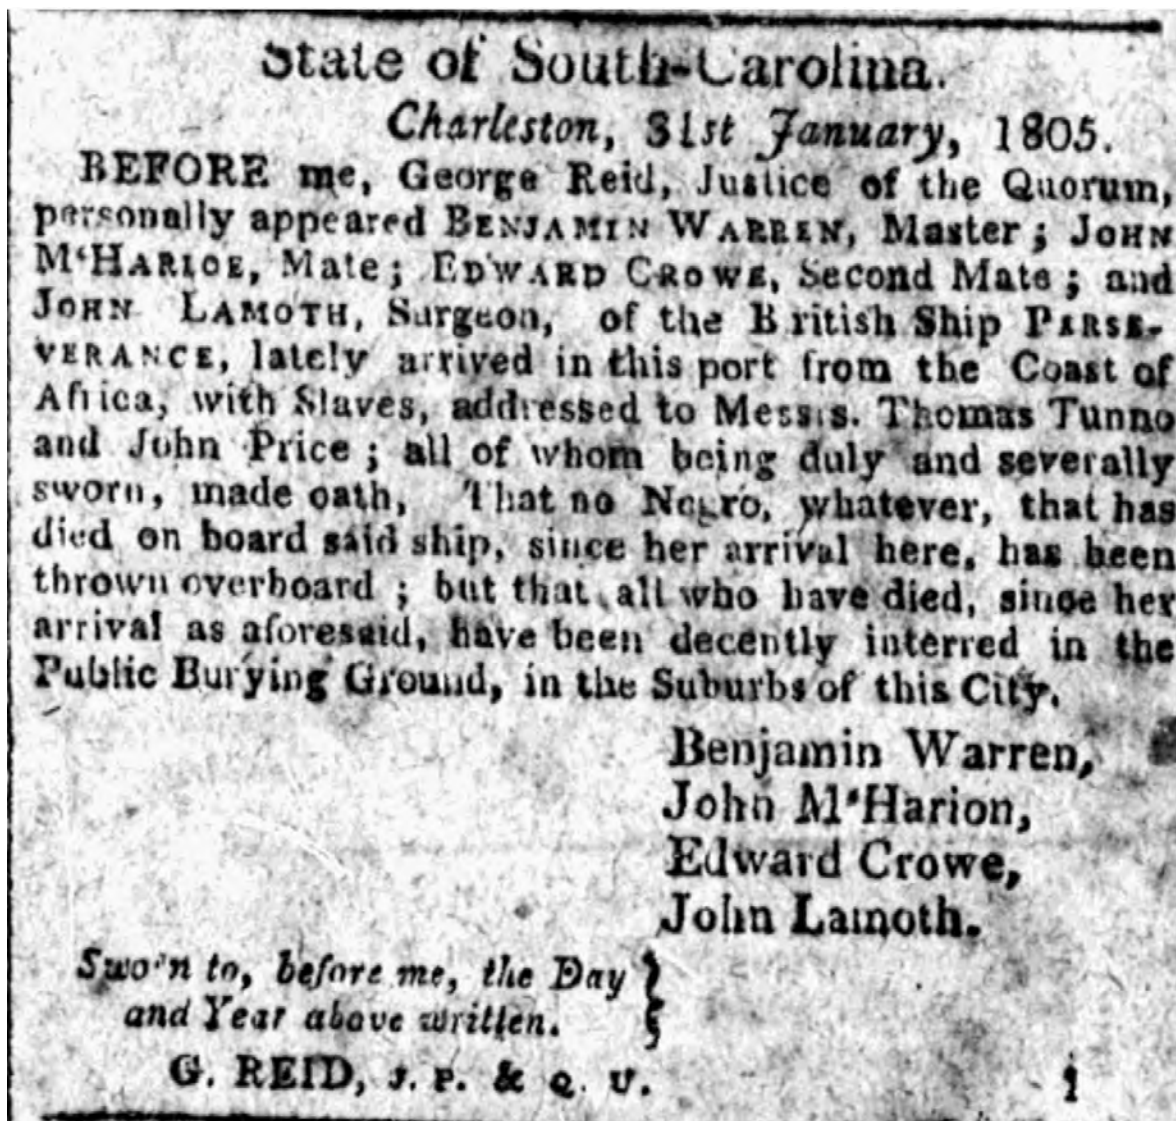 State of South-Carolina.
Charleston, 31st January, 1805.
BEFORE me, George Reid, Justice of the Quorum,
personally appeared BENJAMIN WARREN, Master; JOHN
M'HARIOE, Mate; EDWARD CROWE, Second Mate; and
JOHN LAMOTH, Surgeon, of the British Ship PERSE-
VERANCE, lately arrived in this port from the Coast of
Africa, with Slaves, addressed to Messrs. Thomas Tunno
and John Price; all of whom being duly and severally
sworn, made oath, That no Negro, whatever, that has
died on board said ship, since her arrival here, has been
thrown overboard; but that all who have died, since her
arrival as aforesaid, have been decently interred in the
Public Burying Ground, in the Suburbs of this City.
Benjamin Warren,
John M'Harion,
Edward Crowe,
John Lamoth.
Sworn to, before me, the Day
and Year above written.
G. REID, J. P. & Q. U.
1